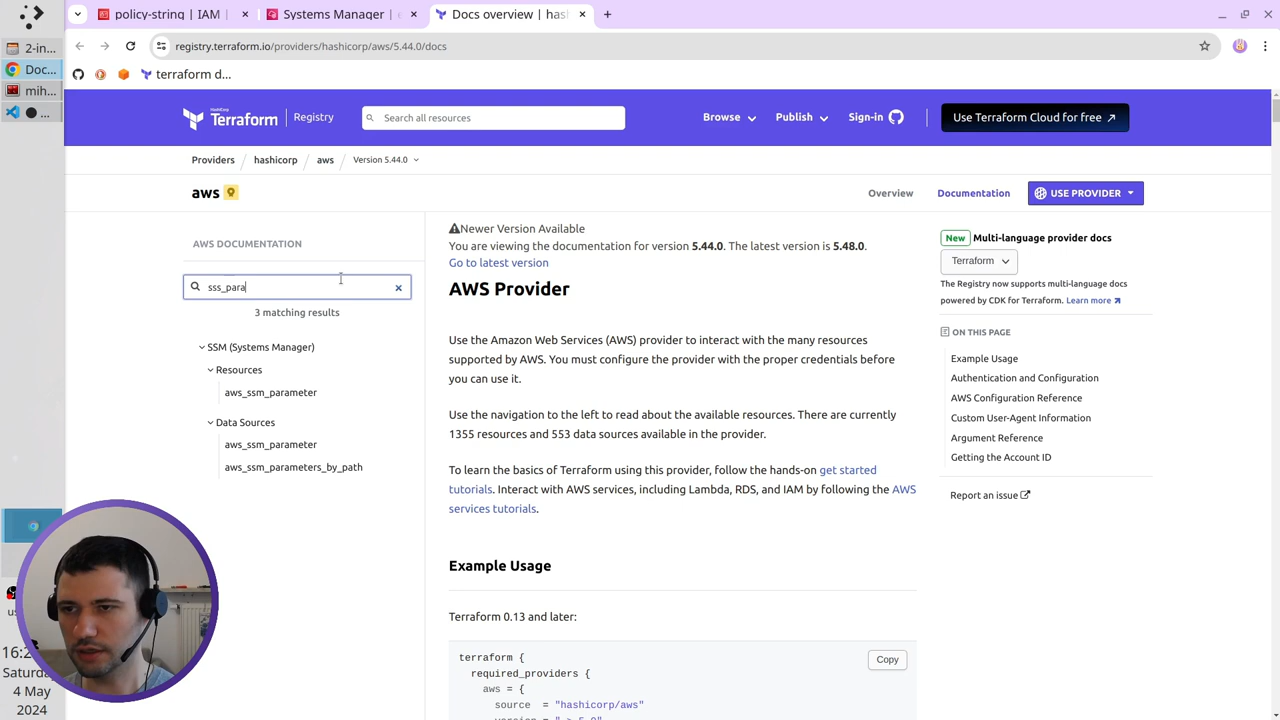 policy-string | IAM |
Systems Manager |
Docs overview | hash
registry.terraform.io/providers/hashicorp/aws/5.44.0/docs
terraform d...
2-in...
Doc...
mih...
HashiCorp
Terraform
Registry
Search all resources
Browse
Publish
Sign-in
Use Terraform Cloud for free
Providers
hashicorp
aws
Version 5.44.0
aws
Overview
Documentation
USE PROVIDER
AWS DOCUMENTATION
sss_para
3 matching results
SSM (Systems Manager)
Resources
aws_ssm_parameter
Data Sources
aws_ssm_parameter
aws_ssm_parameters_by_path
Newer Version Available
You are viewing the documentation for version 5.44.0. The latest version is 5.48.0.
Go to latest version
AWS Provider
Use the Amazon Web Services (AWS) provider to interact with the many resources
supported by AWS. You must configure the provider with the proper credentials before
you can use it.
Use the navigation to the left to read about the available resources. There are currently
1355 resources and 553 data sources available in the provider.
To learn the basics of Terraform using this provider, follow the hands-on get started
tutorials. Interact with AWS services, including Lambda, RDS, and IAM by following the AWS
services tutorials.
Example Usage
Terraform 0.13 and later:
terraform {
required_providers {
aws = {
source = "hashicorp/aws"
Copy
New Multi-language provider docs
Terraform
The Registry now supports multi-language docs
powered by CDK for Terraform. Learn more
ON THIS PAGE
Example Usage
Authentication and Configuration
AWS Configuration Reference
Custom User-Agent Information
Argument Reference
Getting the Account ID
Report an issue
Saturday
4 May
2024